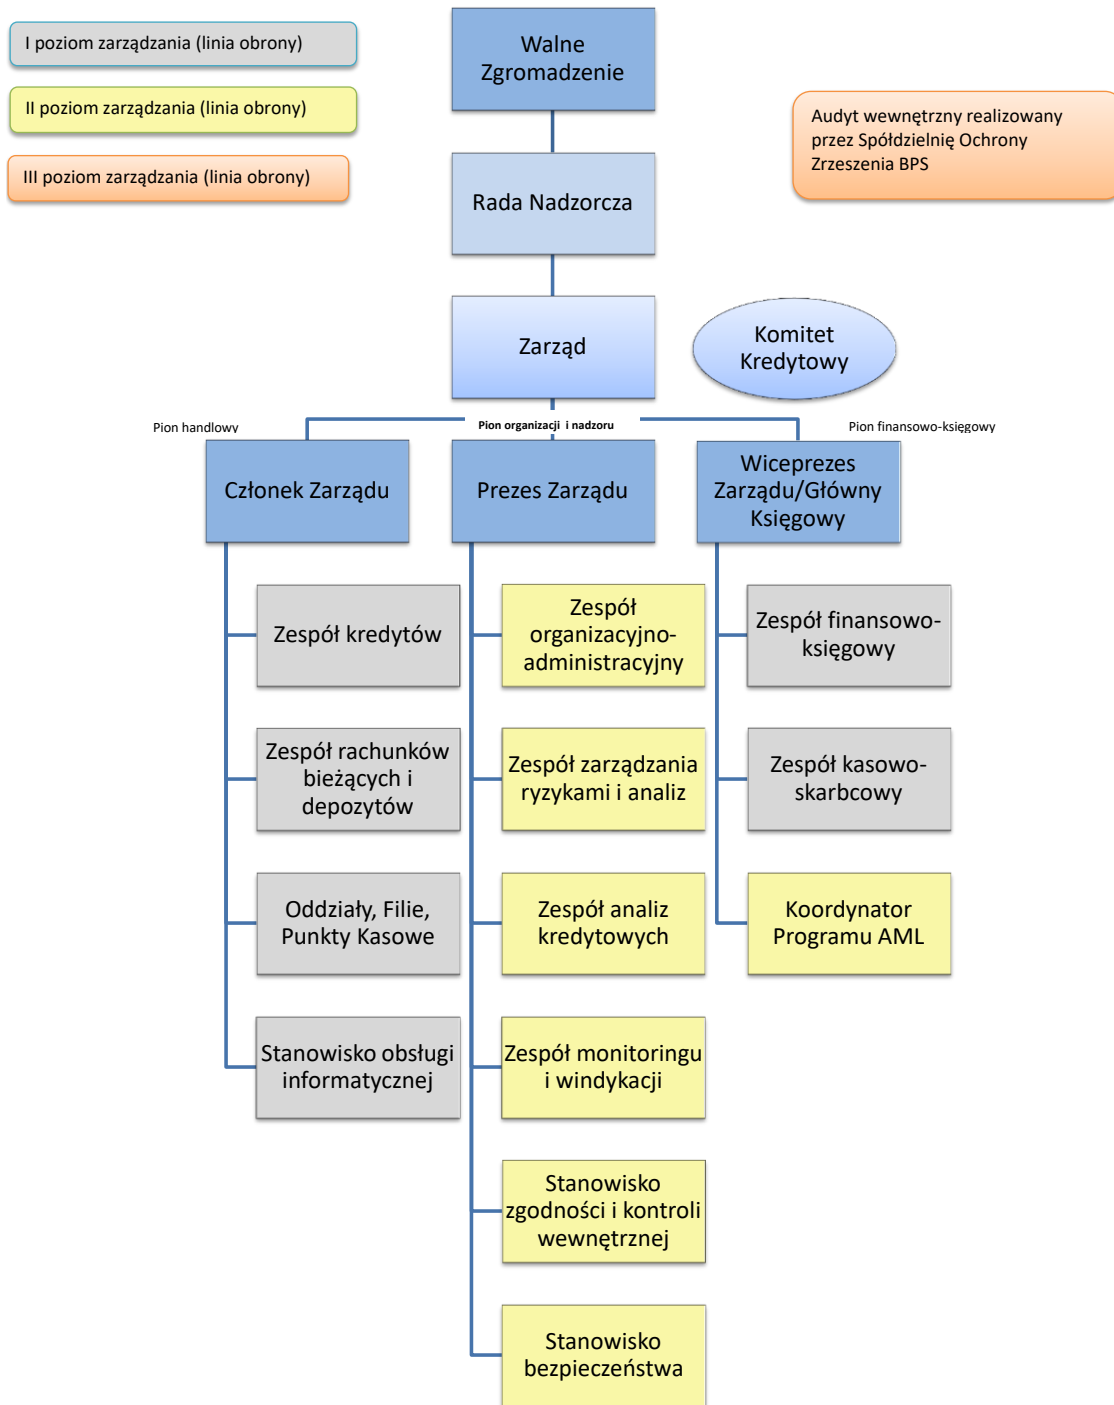 I poziom zarządzania (linia obrony)
II poziom zarządzania (linia obrony)
III poziom zarządzania (linia obrony)
Walne
Zgromadzenie
Audyt wewnętrzny realizowany
przez Spółdzielnię Ochrony
Zrzeszenia BPS
Rada Nadzorcza
Zarząd
Komitet
Kredytowy
Pion handlowy
Pion organizacji i nadzoru
Pion finansowo-księgowy
Członek Zarządu
Prezes Zarządu
Wiceprezes
Zarządu/Główny
Księgowy
Zespół kredytów
Zespół
organizacyjno-
administracyjny
Zespół finansowo-
księgowy
Zespół rachunków
bieżących i
depozytów
Zespół zarządzania
ryzykami i analiz
Zespół kasowo-
skarbcowy
Oddziały, Filie,
Punkty Kasowe
Zespół analiz
kredytowych
Koordynator
Programu AML
Stanowisko obsługi
informatycznej
Zespół monitoringu
i windykacji
Stanowisko
zgodności i kontroli
wewnętrznej
Stanowisko
bezpieczeństwa